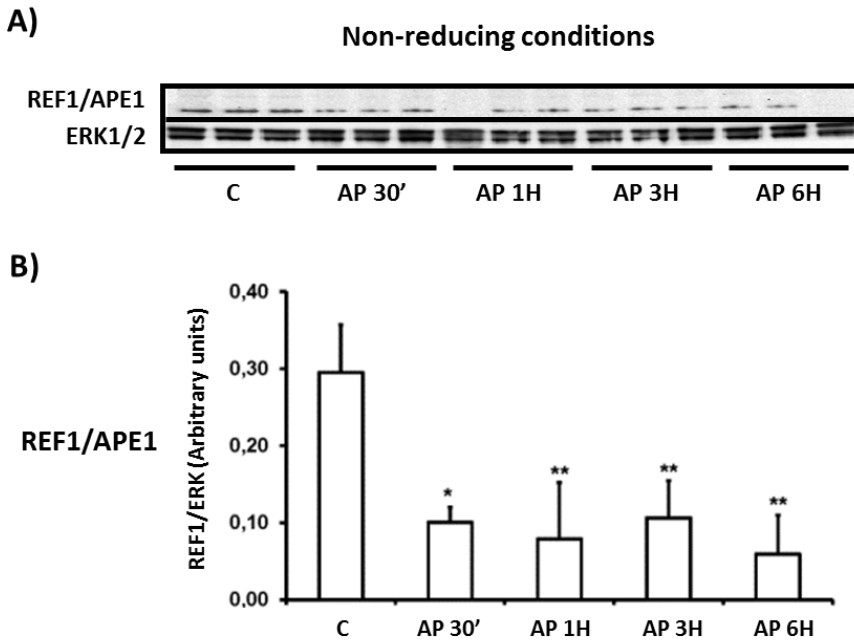 A)
Non-reducing conditions
REF1/APE1
ERK1/2
C
AP 30’
AP 1H
AP 3H
AP 6H
B)
REF1/APE1
REF1/ERK (Arbitrary units)
0,40
0,30
0,20
0,10
0,00
*
**
**
**
C
AP 30’
AP 1H
AP 3H
AP 6H